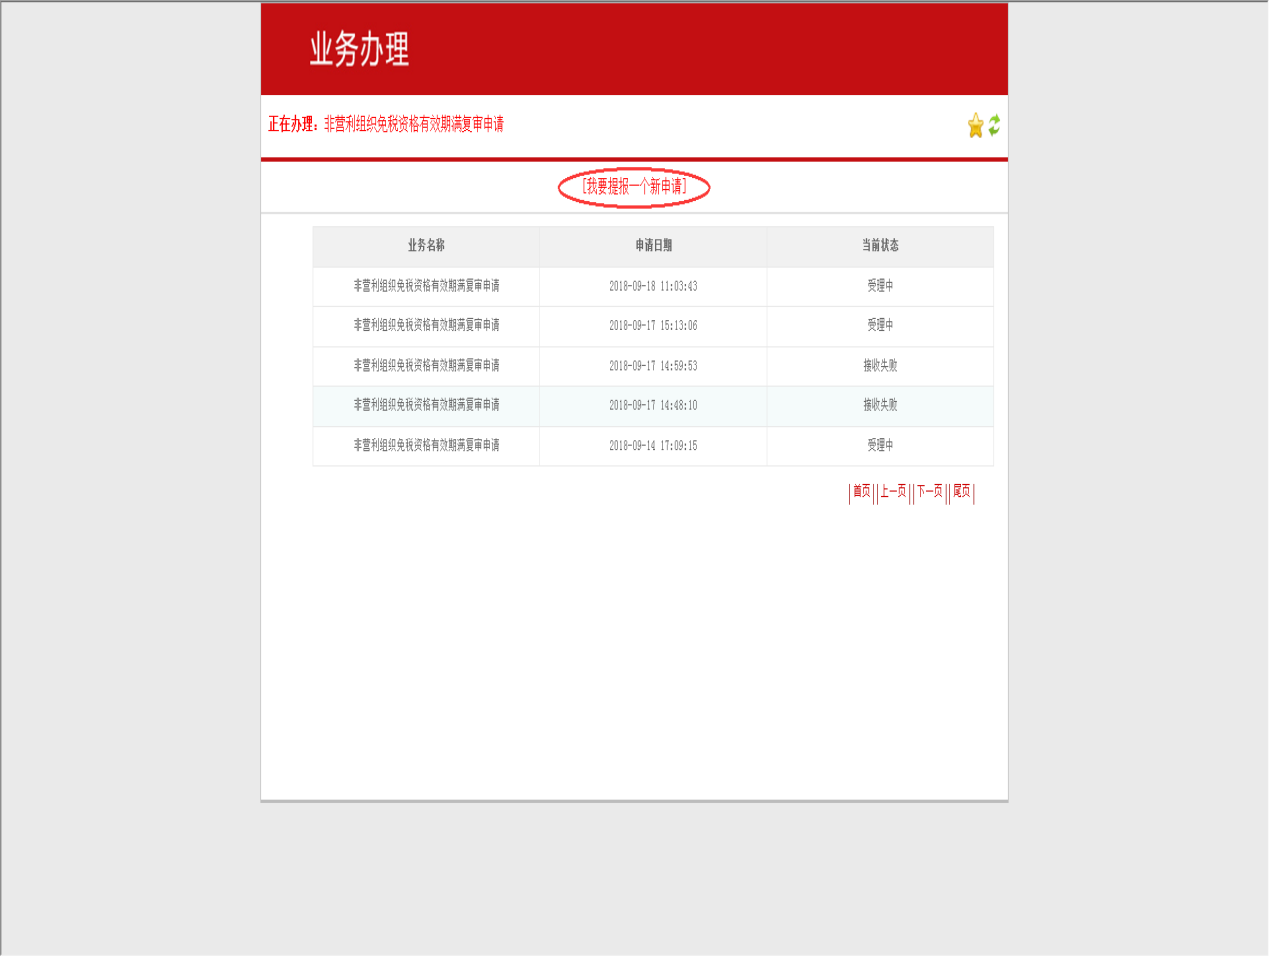 业务办理
正在办理：非营利组织免税资格有效期满复审申请
[我要提报一个新申请]
业务名称 申请日期 当前状态
非营利组织免税资格有效期满复审申请 2018-09-18 11:03:43 受理中
非营利组织免税资格有效期满复审申请 2018-09-17 15:13:06 受理中
非营利组织免税资格有效期满复审申请 2018-09-17 14:59:53 接收失败
非营利组织免税资格有效期满复审申请 2018-09-17 14:48:10 接收失败
非营利组织免税资格有效期满复审申请 2018-09-14 17:09:15 受理中
|首页||上一页||下一页||尾页|